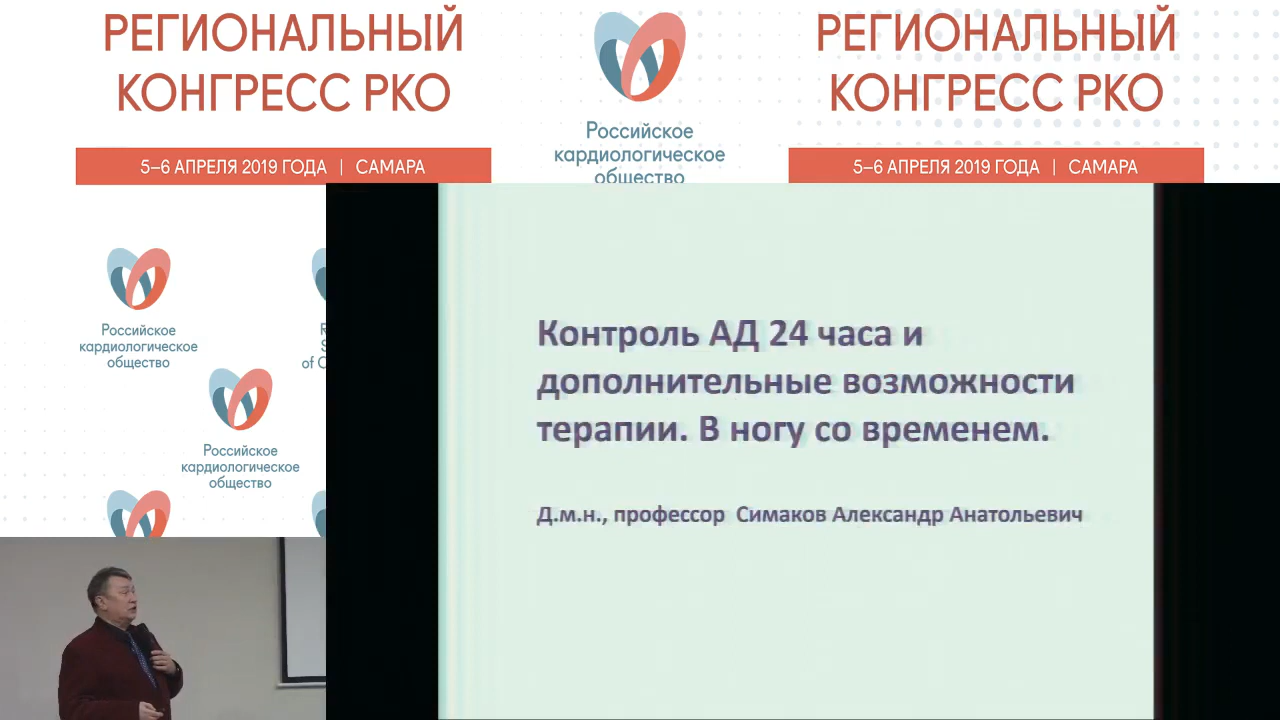 РЕГИОНАЛЬНЫЙ
КОНГРЕСС РКО
5–6 АПРЕЛЯ 2019 ГОДА | САМАРА
Российское
кардиологическое
общество
РЕГИОНАЛЬНЫЙ
КОНГРЕСС РКО
5–6 АПРЕЛЯ 2019 ГОДА | САМАРА
Российское
кардиологическое
общество
R
S
of C
Российское
кардиологическое
общество
Контроль АД 24 часа и
дополнительные возможности
терапии. В ногу со временем.
Д.м.н., профессор Симаков Александр Анатольевич